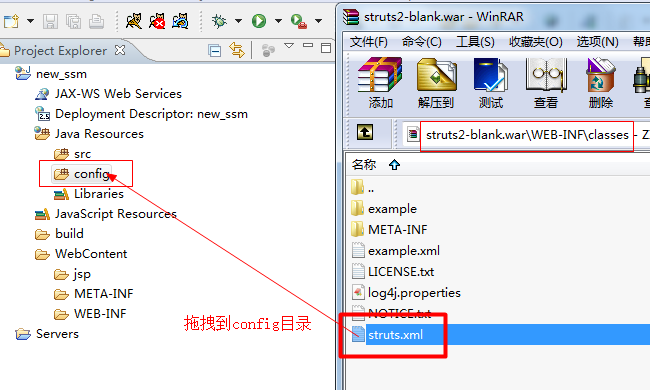 Project Explorer
new_ssm
JAX-WS Web Services
Deployment Descriptor: new_ssm
Java Resources
src
config
Libraries
JavaScript Resources
build
WebContent
jsp
META-INF
WEB-INF
Servers
拖拽到config目录
struts2-blank.war - WinRAR
文件(F) 命令(C) 工具(S) 收藏夹(O) 选项(N)
添加 解压到 测试 查看 删除
struts2-blank.war\WEB-INF\classes - Z
名称
..
example
META-INF
example.xml
LICENSE.txt
log4j.properties
NOTICE.txt
struts.xml